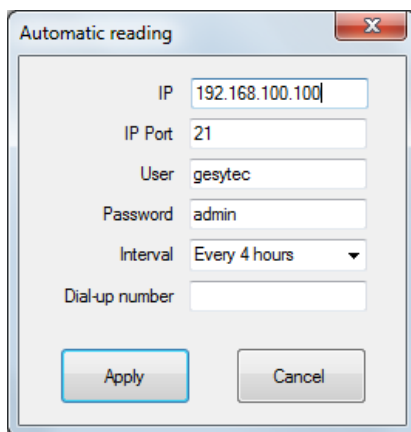 Automatic reading
IP 192.168.100.100
IP Port 21
User gesytec
Password admin
Interval Every 4 hours
Dial-up number
Apply Cancel